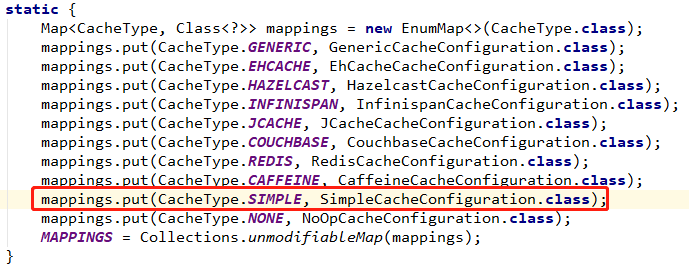 static {
    Map<CacheType, Class<?>> mappings = new EnumMap<>(CacheType.class);
    mappings.put(CacheType.GENERIC, GenericCacheConfiguration.class);
    mappings.put(CacheType.EHCACHE, EhCacheCacheConfiguration.class);
    mappings.put(CacheType.HAZELCAST, HazelcastCacheConfiguration.class);
    mappings.put(CacheType.INFINISPAN, InfinispanCacheConfiguration.class);
    mappings.put(CacheType.JCACHE, JCacheCacheConfiguration.class);
    mappings.put(CacheType.COUCHBASE, CouchbaseCacheConfiguration.class);
    mappings.put(CacheType.REDIS, RedisCacheConfiguration.class);
    mappings.put(CacheType.CAFFEINE, CaffeineCacheConfiguration.class);
    mappings.put(CacheType.SIMPLE, SimpleCacheConfiguration.class);
    mappings.put(CacheType.NONE, NoOpCacheConfiguration.class);
    MAPPINGS = Collections.unmodifiableMap(mappings);
}